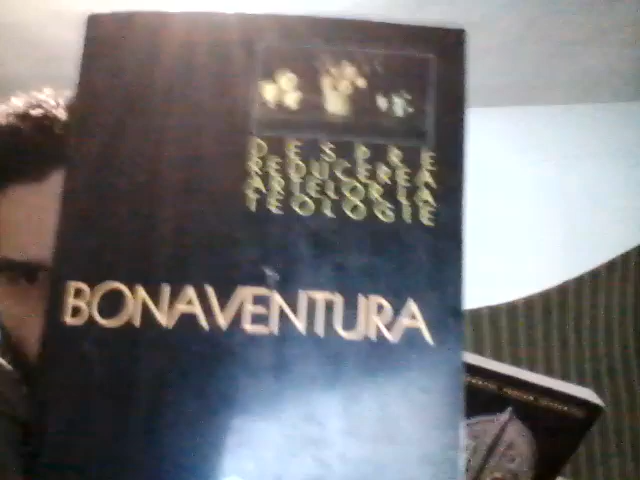 DESPRE
REDUCEREA
ARTELOR LA
TEOLOGIE
BONAVENTURA